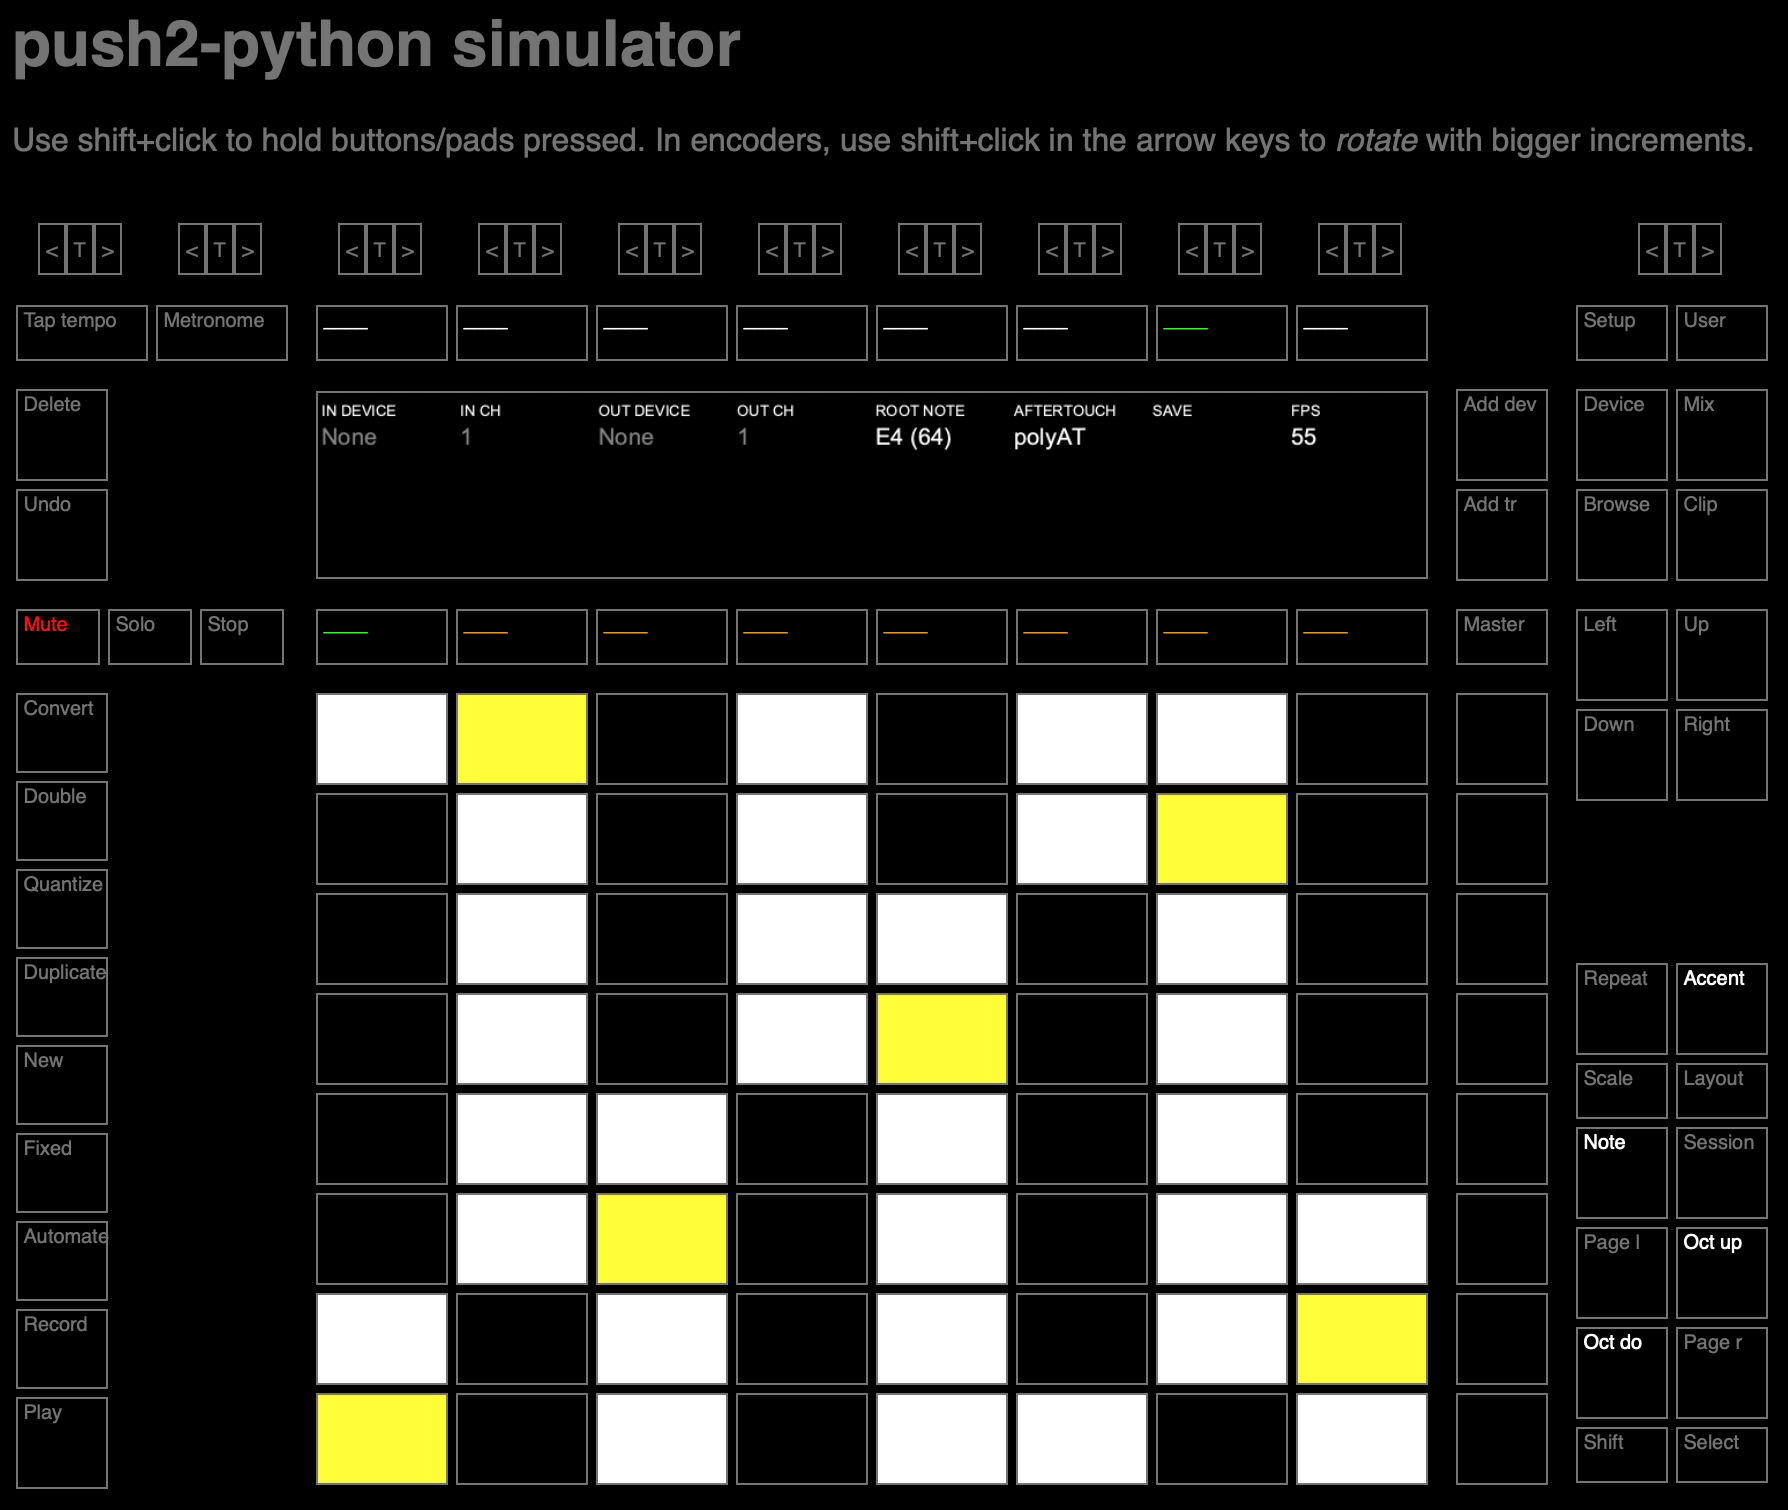 push2-python simulator
Use shift+click to hold buttons/pads pressed. In encoders, use shift+click in the arrow keys to rotate with bigger increments.
< T > < T > < T > < T > < T > < T > < T > < T > < T > < T > < T >
Tap tempo Metronome Setup User
Delete IN DEVICE IN CH OUT DEVICE OUT CH ROOT NOTE AFTERTOUCH SAVE FPS Add dev Device Mix
None 1 None 1 E4 (64) polyAT 55
Undo Add tr Browse Clip
Mute Solo Stop Master Left Up
Convert Down Right
Double
Quantize
Duplicate Repeat Accent
New Scale Layout
Fixed Note Session
Automate Page l Oct up
Record Oct do Page r
Play Shift Select